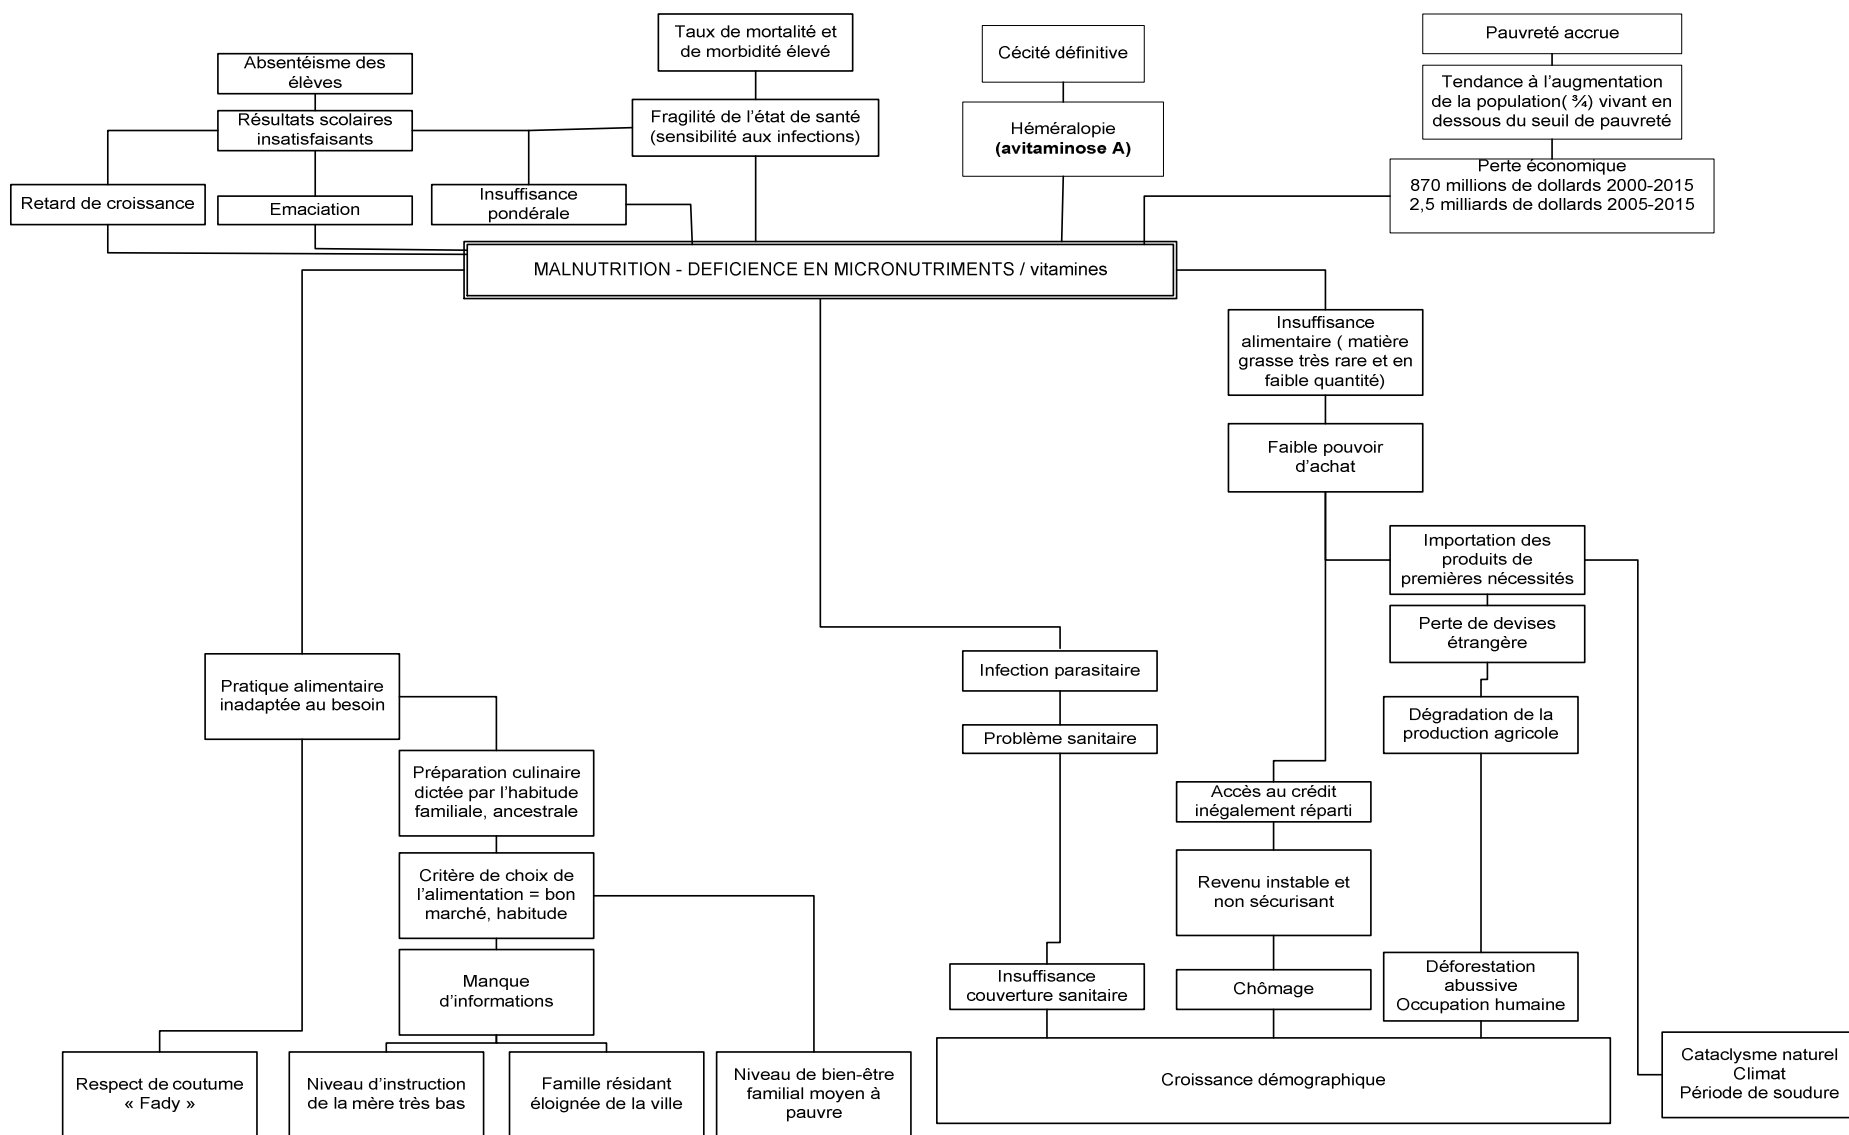 Taux de mortalité et
de morbidité élevé
Pauvreté accrue
Cécité définitive
Absentéisme des
élèves
Tendance à l'augmentation
de la population( ¾) vivant en
dessous du seuil de pauvreté
Résultats scolaires
insatisfaisants
Fragilité de l'état de santé
(sensibilité aux infections)
Héméralopie
(avitaminose A)
Perte économique
870 millions de dollards 2000-2015
2,5 milliards de dollards 2005-2015
Retard de croissance
Emaciation
Insuffisance
pondérale
MALNUTRITION - DEFICIENCE EN MICRONUTRIMENTS / vitamines
Insuffisance
alimentaire ( matière
grasse très rare et en
faible quantité)
Faible pouvoir
d'achat
Importation des
produits de
premières nécessités
Perte de devises
étrangère
Pratique alimentaire
inadaptée au besoin
Infection parasitaire
Dégradation de la
production agricole
Problème sanitaire
Préparation culinaire
dictée par l'habitude
familiale, ancestrale
Accès au crédit
inégalement réparti
Critère de choix de
l'alimentation = bon
marché, habitude
Revenu instable et
non sécurisant
Manque
d'informations
Insuffisance
couverture sanitaire
Chômage
Déforestation
abussive
Occupation humaine
Respect de coutume
« Fady »
Niveau d'instruction
de la mère très bas
Famille résidant
éloignée de la ville
Niveau de bien-être
familial moyen à
pauvre
Croissance démographique
Cataclysme naturel
Climat
Période de soudure